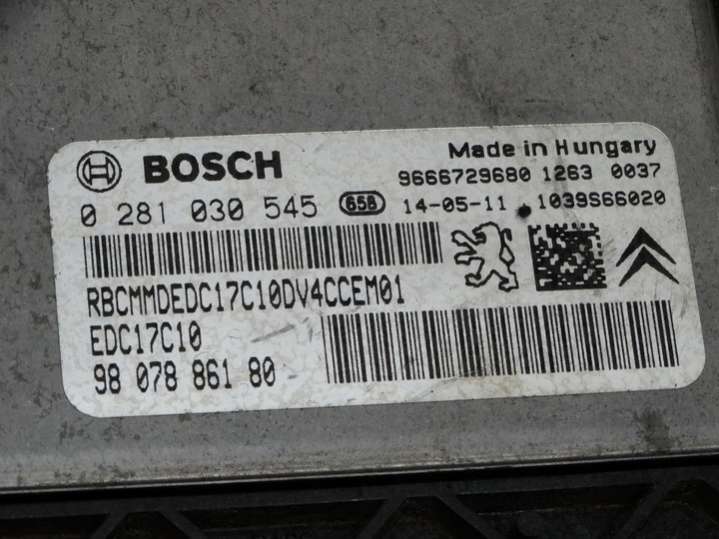 BOSCH
Made in Hungary
9666729680 1263 0037
0 281 030 545 658 14-05-11 1039S66020
RBCMMDEDC17C10DV4CCEM01
EDC17C10
98 078 861 80